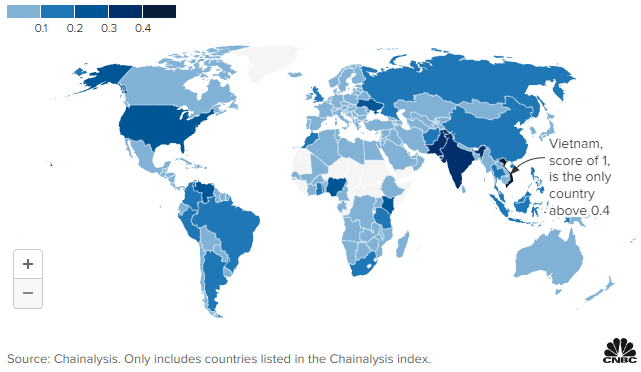 0.1 0.2 0.3 0.4
Vietnam,
score of 1,
is the only
country
above 0.4
+
−
Source: Chainalysis. Only includes countries listed in the Chainalysis index.
CNBC